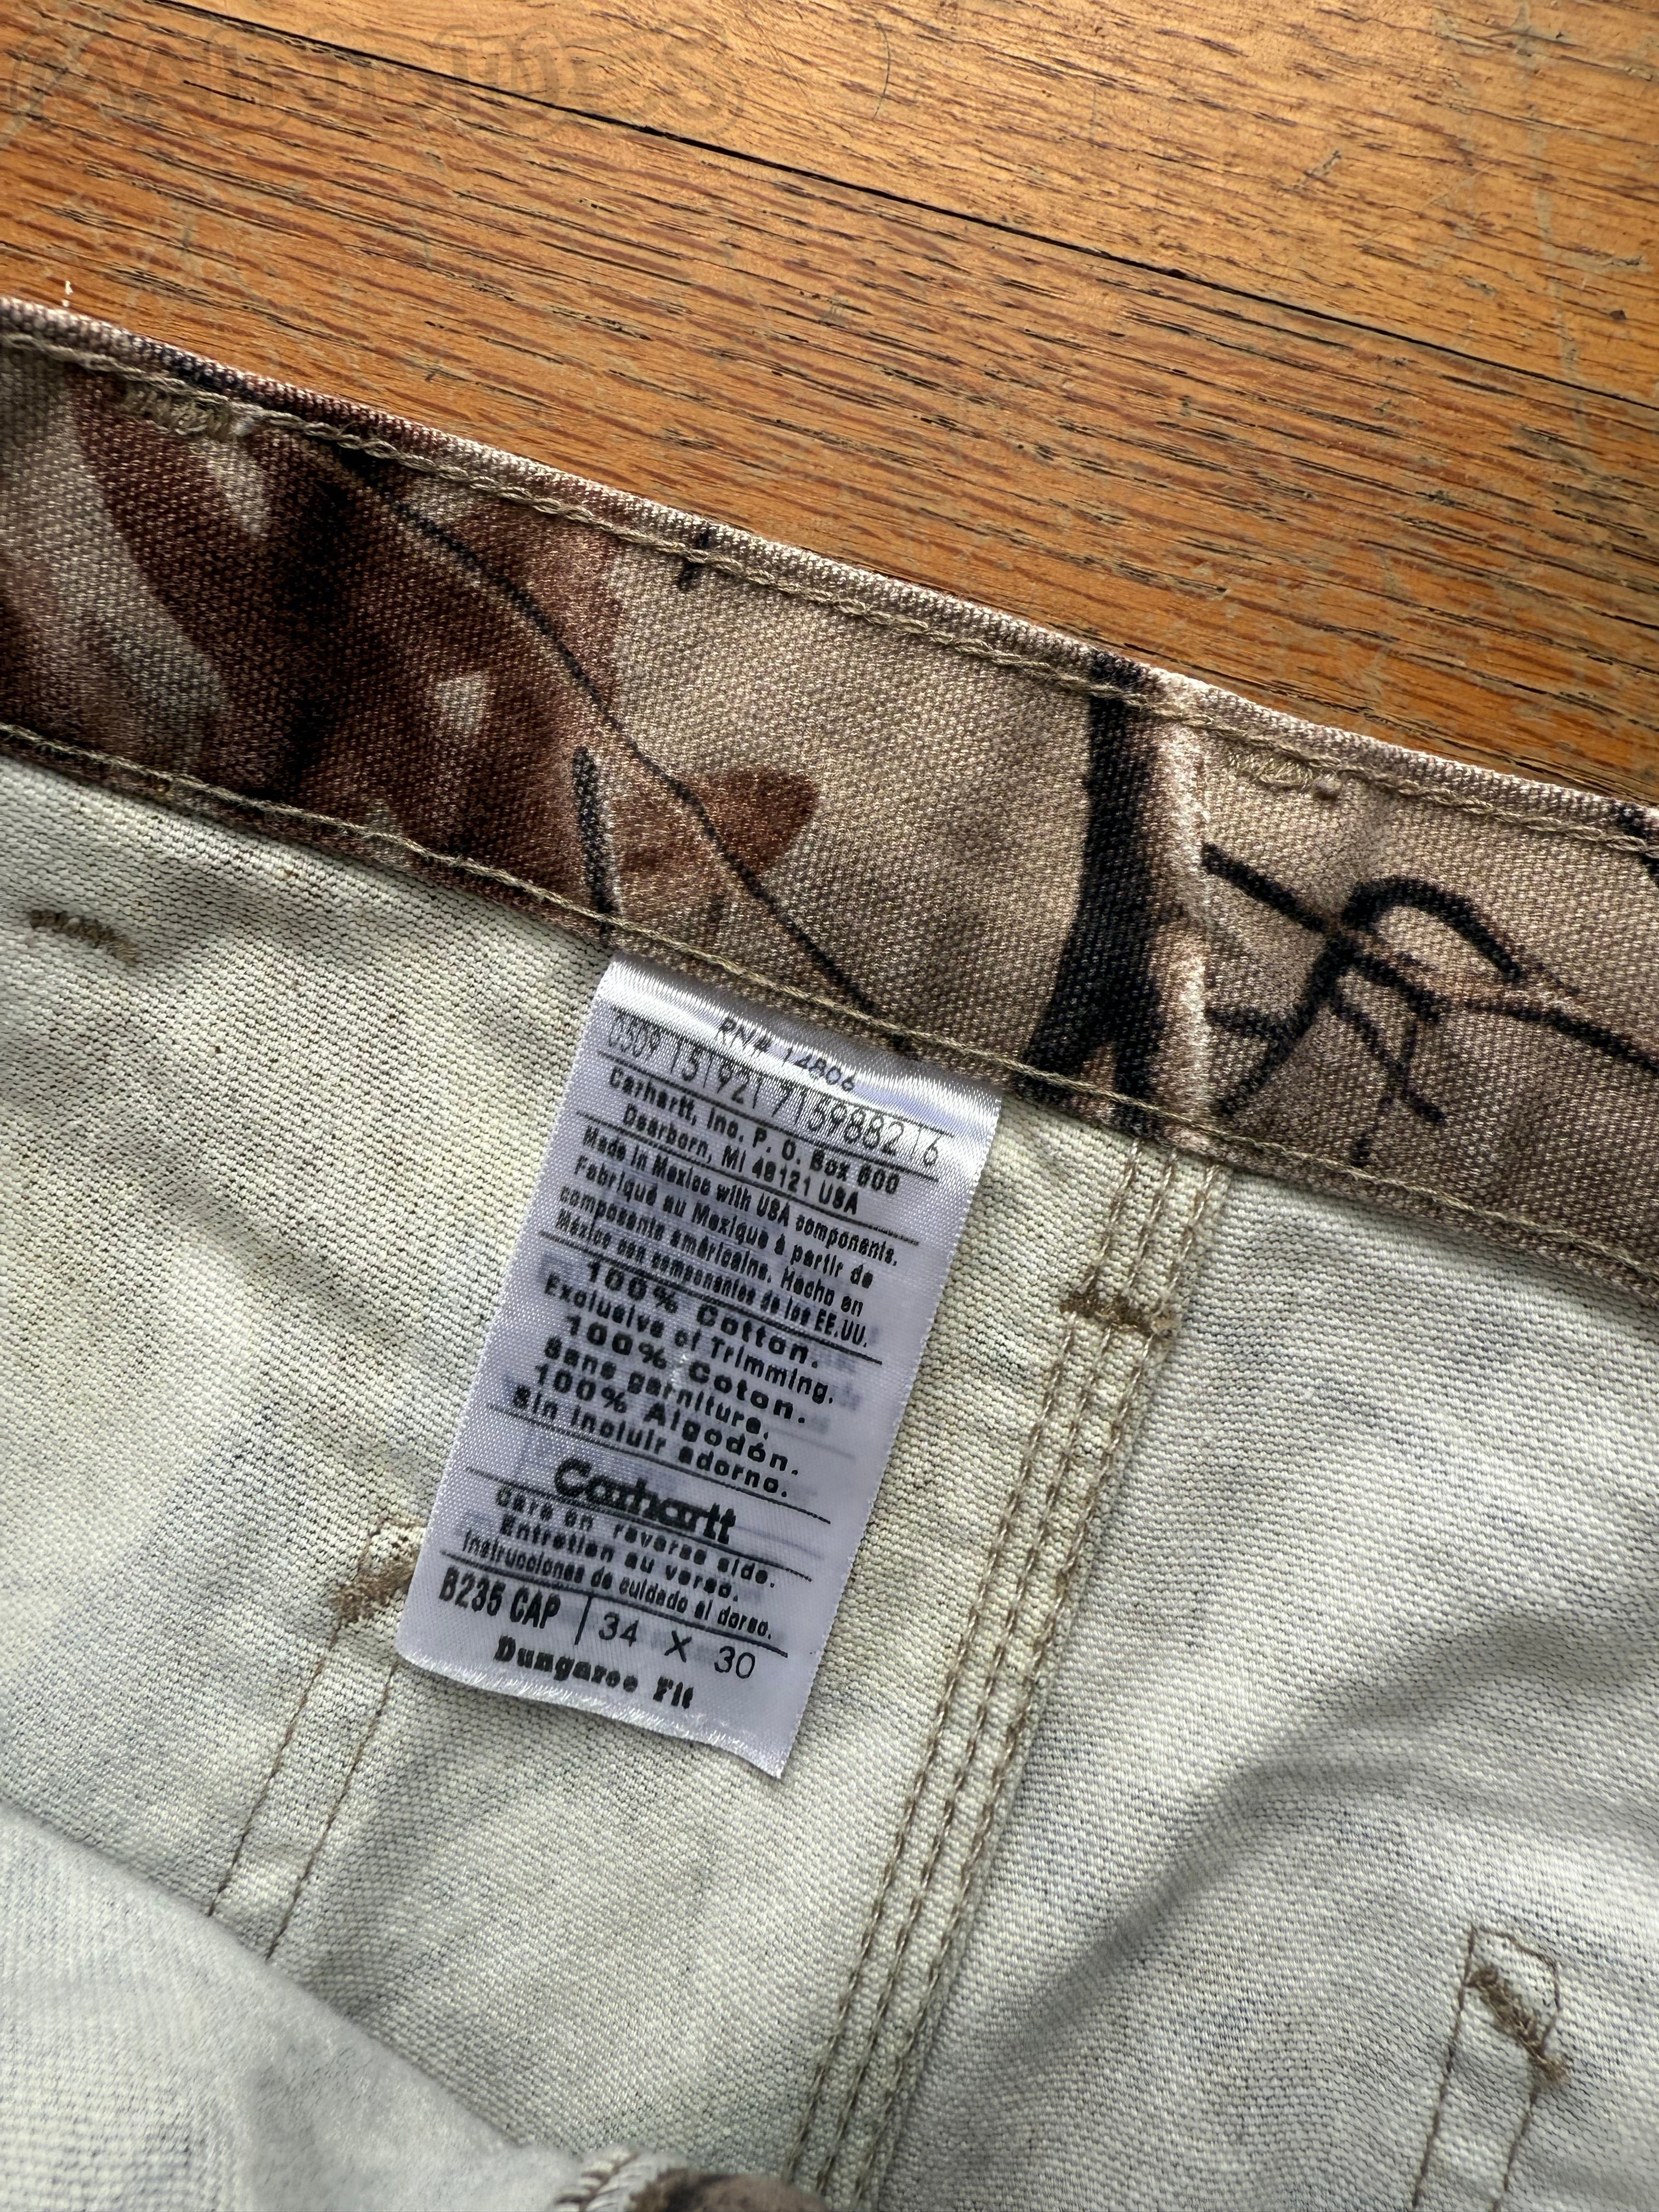 RN# 14806
0509 151921 71598821 6
Carhartt, Inc. P. O. Box 600
Dearborn, MI 48121 USA
Made in Mexico with USA components.
Fabriqué au Mexique à partir de
composants américains. Hecho en
México con componentes de los EE.UU.
100% Cotton.
Exclusive of Trimming.
100% Coton.
Sans garniture.
100% Algodón.
Sin incluir adorno.
Carhartt
Care on reverse side.
Entretien au verso.
Instrucciones de cuidado al dorso.
B235 CAP | 34 X 30
Dungaree Fit